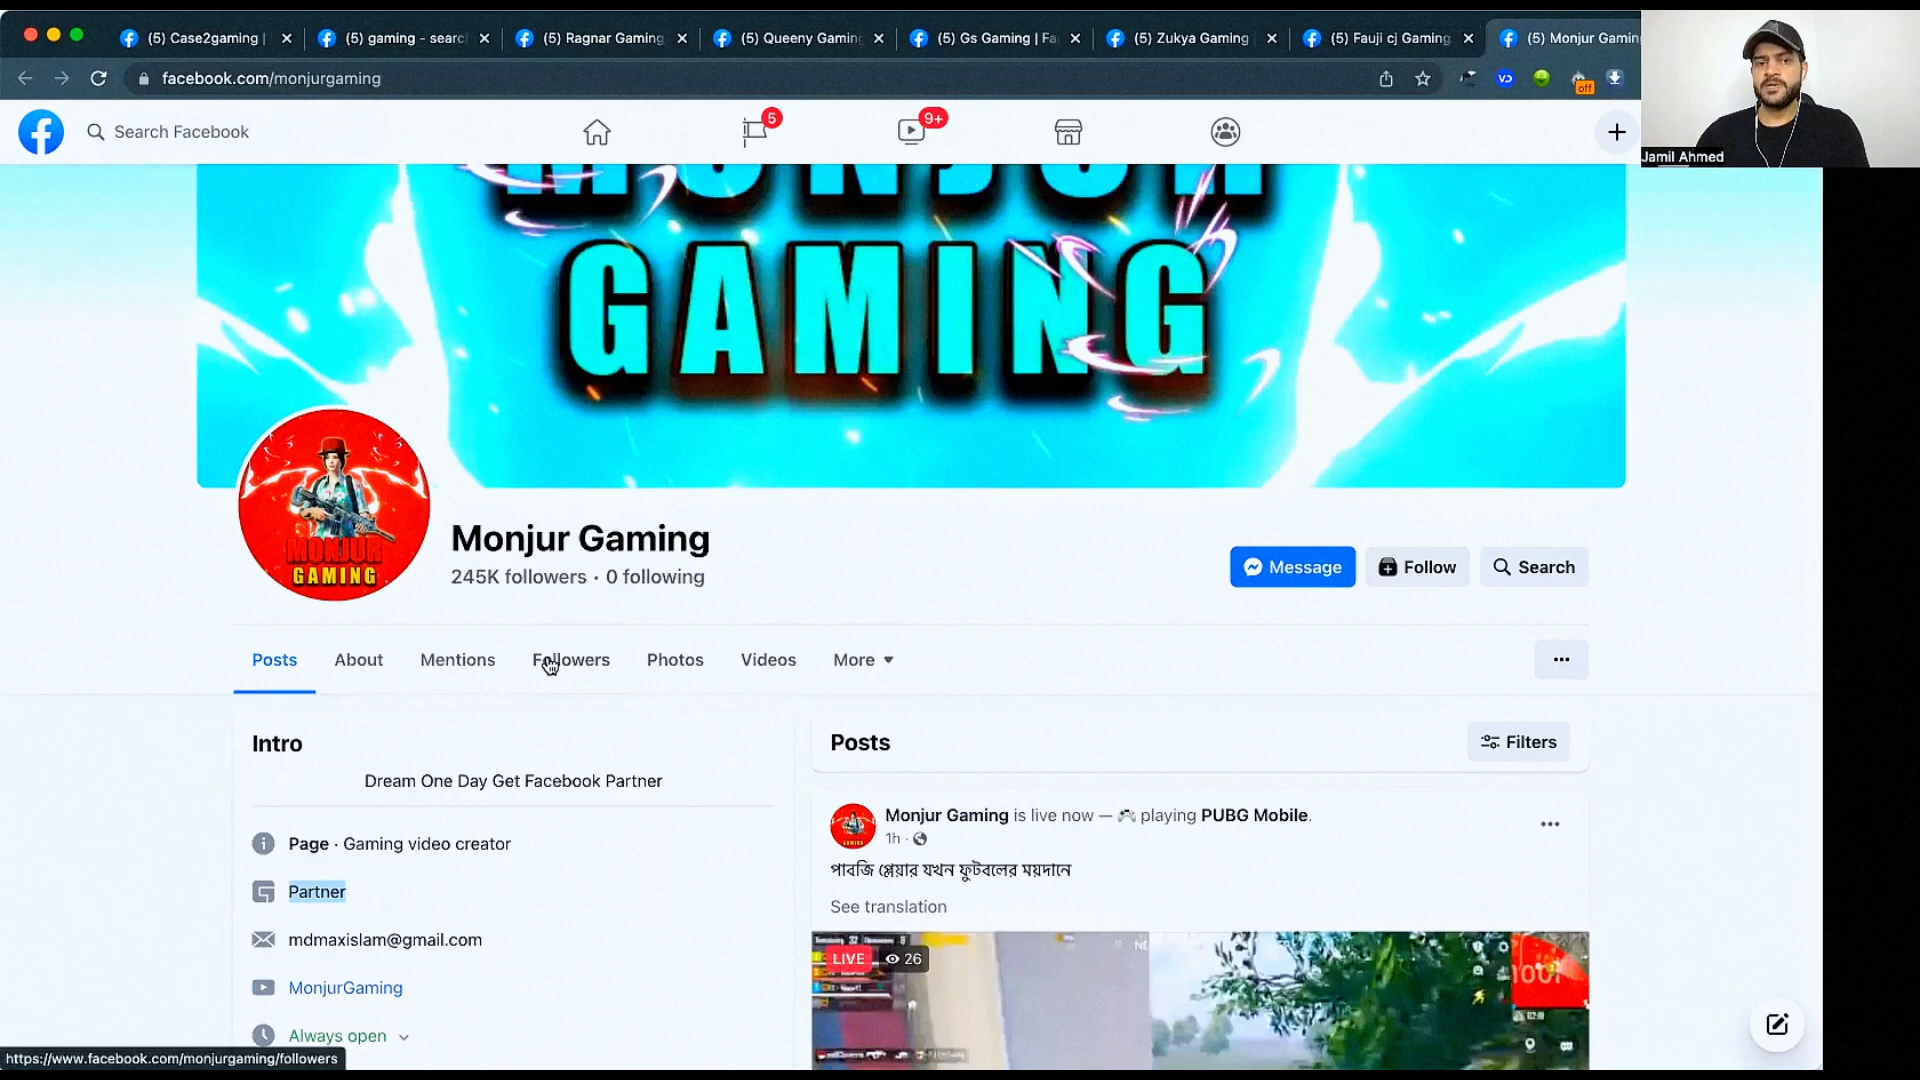 (5) Case2gaming |
(5) gaming - searc
(5) Ragnar Gaming
(5) Queeny Gaming
(5) Gs Gaming | Fa
(5) Zukya Gaming
(5) Fauji cj Gaming
(5) Monjur Gamin
facebook.com/monjurgaming
VD
off
Jamil Ahmed
Search Facebook
5
9+
MONJUR
GAMING
MONJUR
GAMING
Monjur Gaming
245K followers · 0 following
Message
Follow
Search
Posts
About
Mentions
Followers
Photos
Videos
More
Intro
Dream One Day Get Facebook Partner
Page · Gaming video creator
Partner
mdmaxislam@gmail.com
MonjurGaming
Always open
https://www.facebook.com/monjurgaming/followers
Posts
Filters
Monjur Gaming is live now — 🎮 playing PUBG Mobile.
1h ·
পাবজি প্লেয়ার যখন ফুটবলের ময়দানে
See translation
LIVE
26